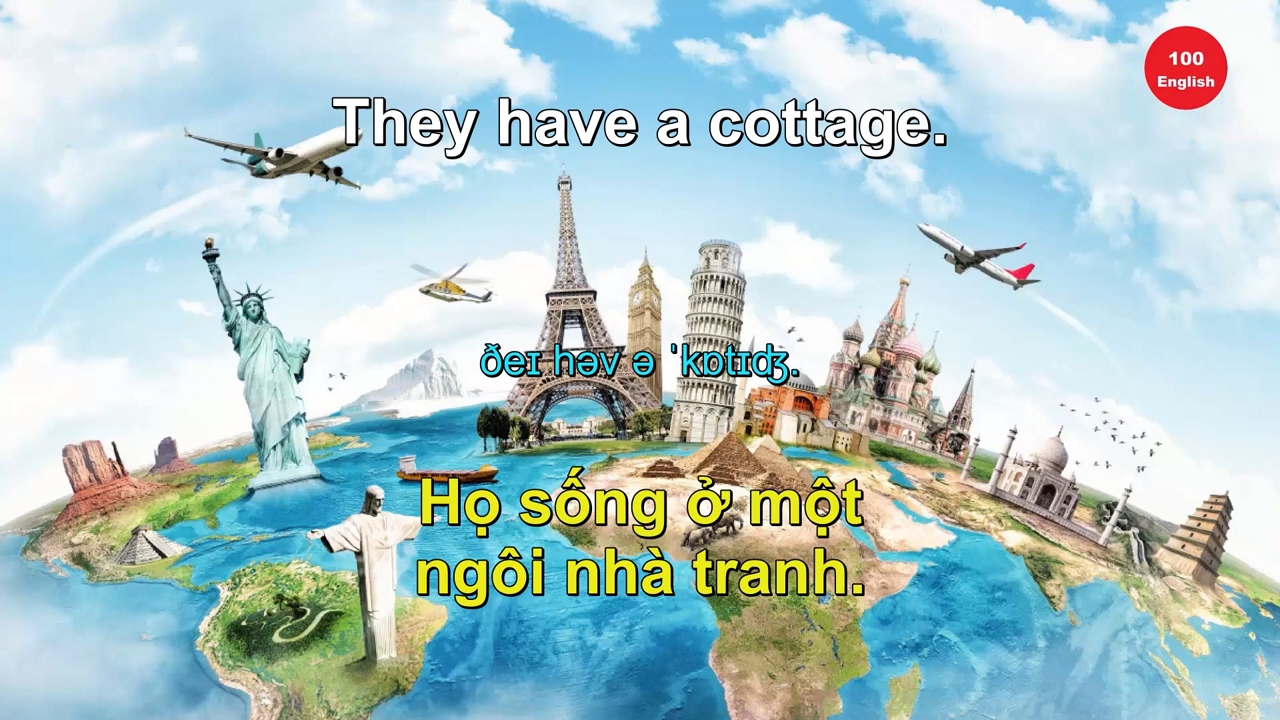 100
English
They have a cottage.
ðeɪ həv ə ˈkɒtɪʤ.
Họ sống ở một
ngôi nhà tranh.